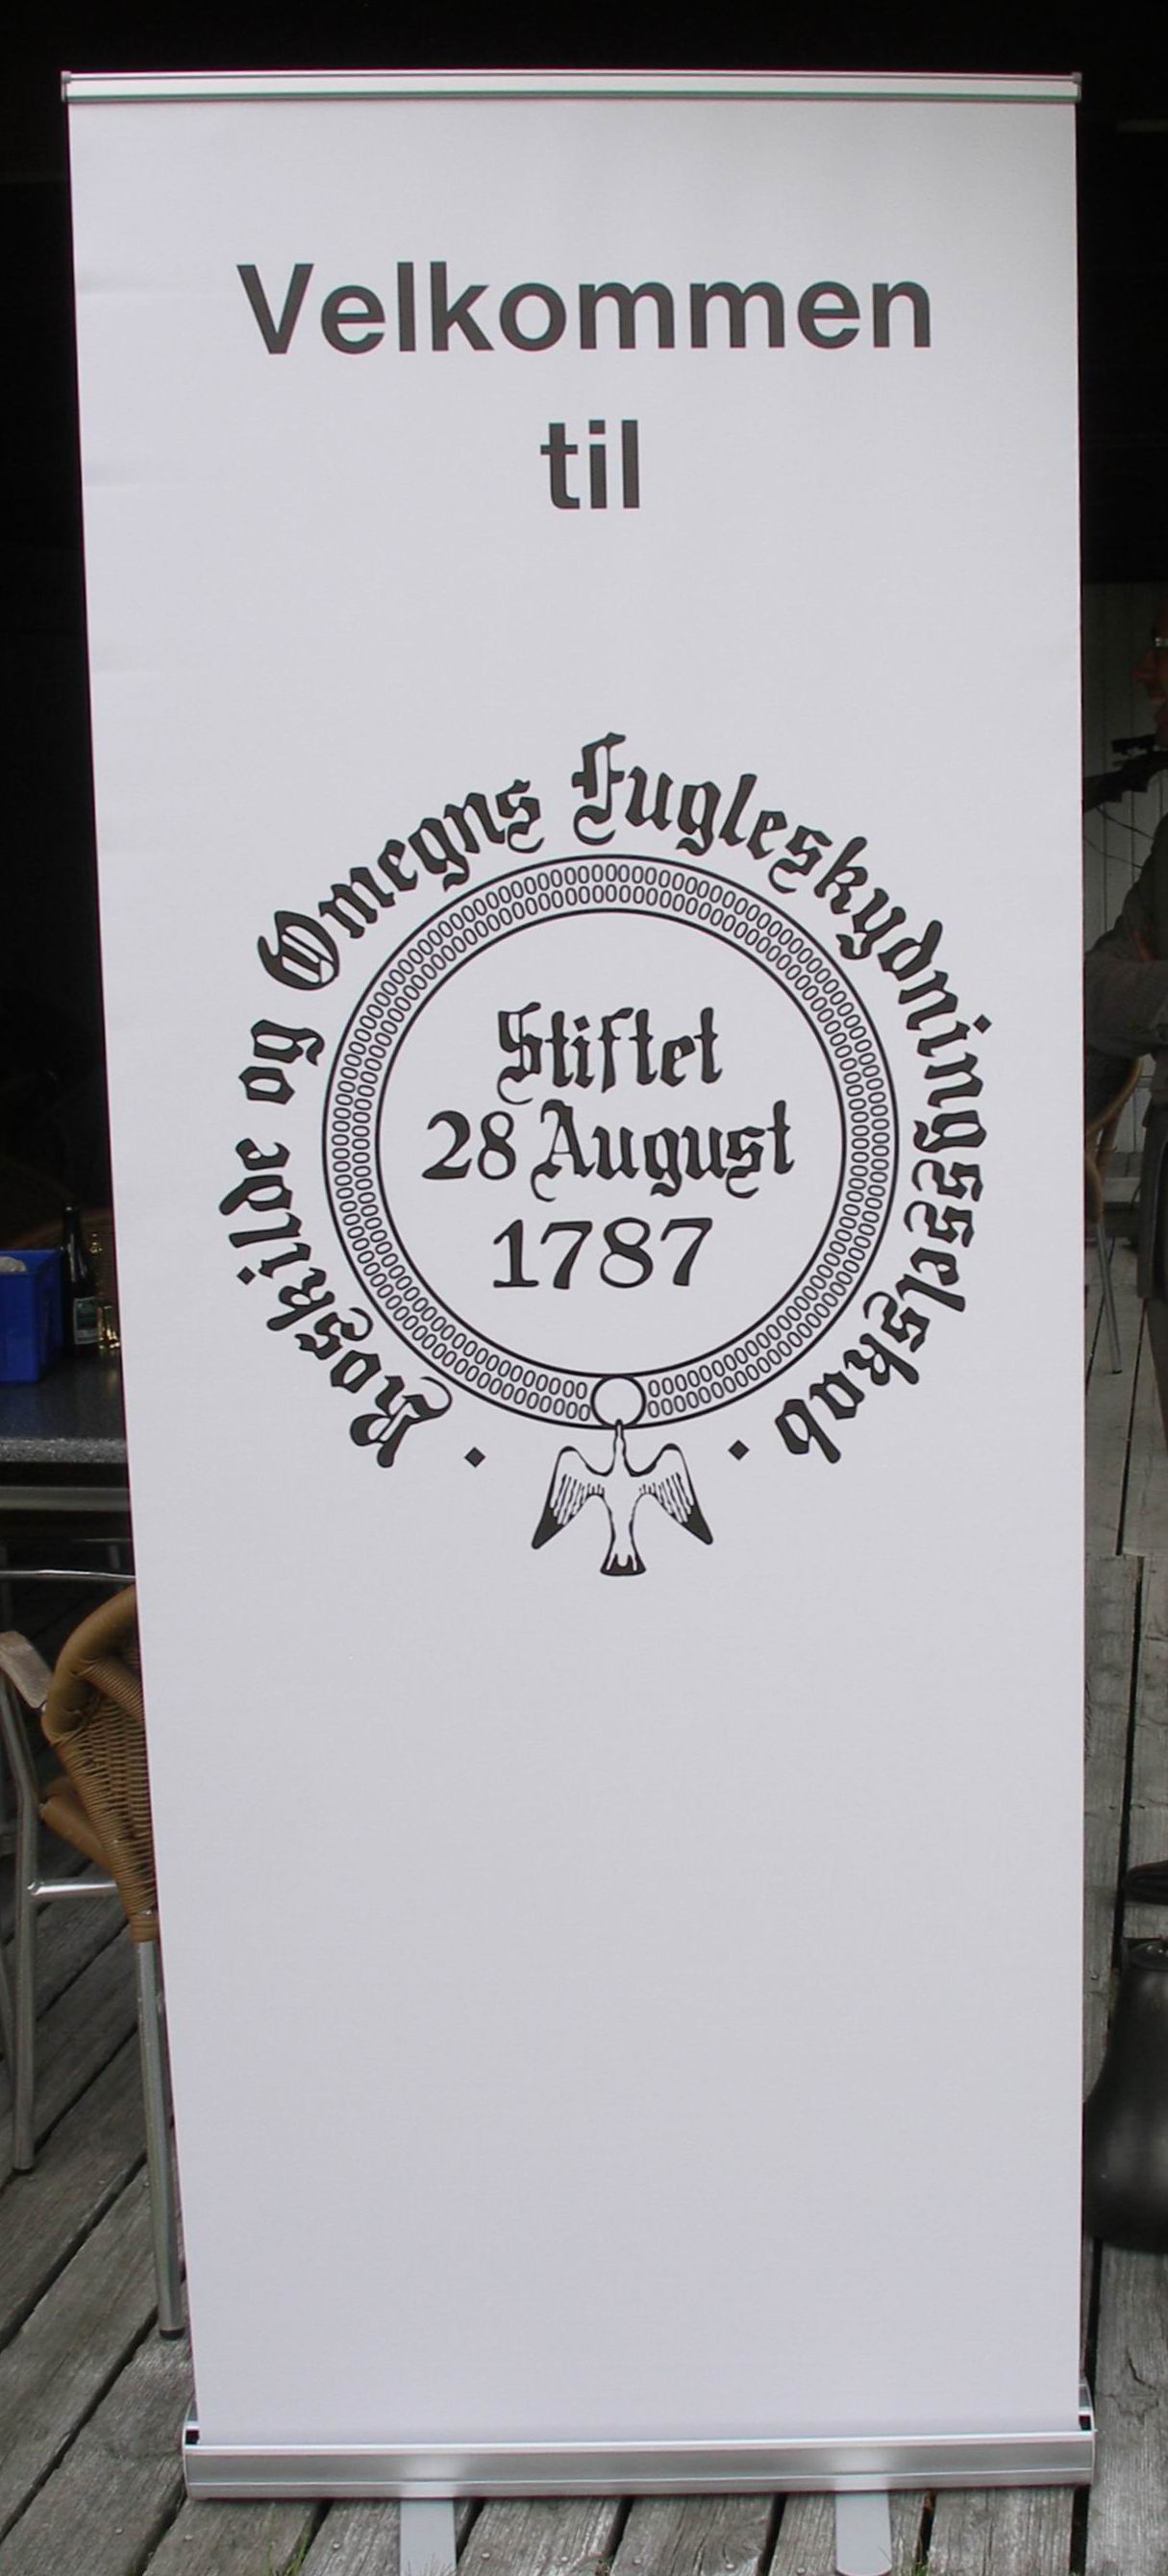 Velkommen
til
Roskilde og Omegns Fugleskydningsselskab
Stiftet
28 August
1787